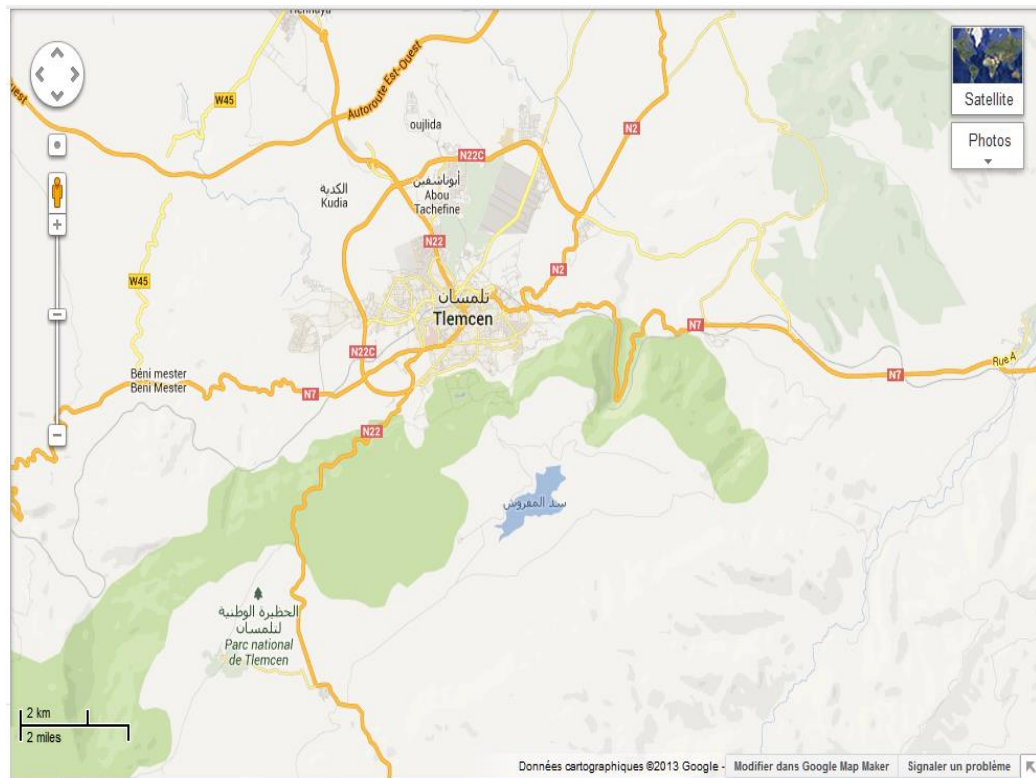 Hennaya
W45
uest
Autoroute Est-Ouest
oujlida
N2
Satellite
Photos
N22C
أبوتاشفين
Abou
Tachefine
الكدية
Kudia
N22
N2
W45
تلمسان
Tlemcen
N22C
N7
Rue A
Béni mester
Beni Mester
N7
N7
N22
سد المفروش
الحظيرة الوطنية
لتلمسان
Parc national
de Tlemcen
2 km
2 miles
Données cartographiques ©2013 Google -
Modifier dans Google Map Maker
Signaler un problème